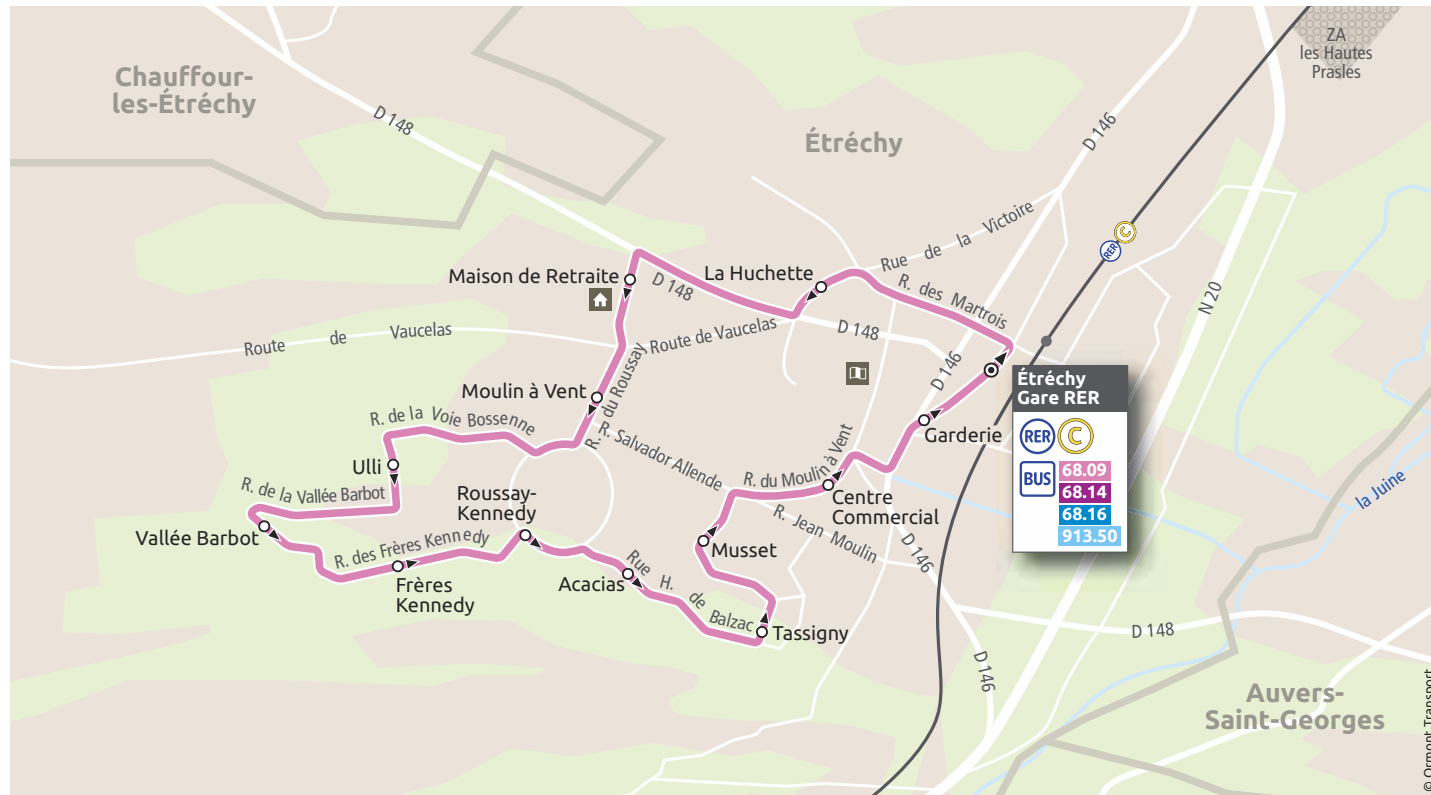 ZA
les Hautes
Prasles
Chauffour-
les-Étréchy
D 148
Étréchy
D 146
Rue de la Victoire
RER C
Maison de Retraite
D 148
La Huchette
R. des Martrois
N 20
Route de Vaucelas
Route de Vaucelas
D 148
D 146
R. du Roussay
Étréchy
Gare RER
RER C
BUS
68.09
68.14
68.16
913.50
Moulin à Vent
R. de la Voie Bossenne
R. Salvador Allende
Garderie
Ulli
R. de la Vallée Barbot
Roussay-
Kennedy
R. du Moulin à Vent
Centre
Commercial
la Juine
R. Jean Moulin
Vallée Barbot
R. des Frères Kennedy
Musset
D 146
Frères
Kennedy
Acacias
Rue H. de Balzac
Tassigny
D 148
D 146
Auvers-
Saint-Georges
© Ormont Transport